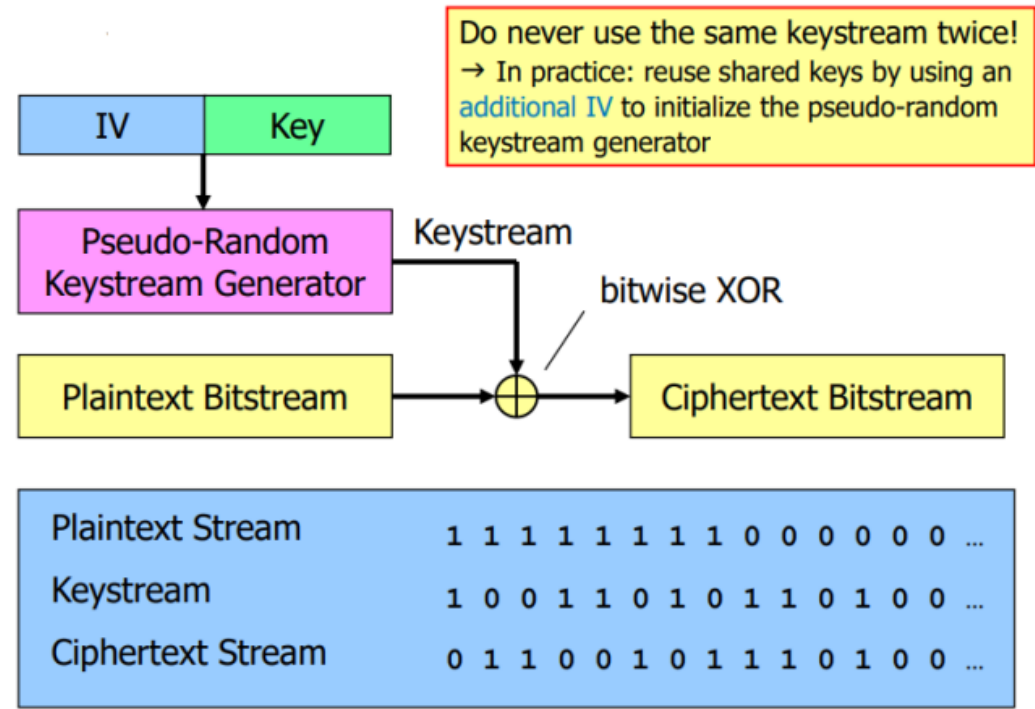 Do never use the same keystream twice!
→ In practice: reuse shared keys by using an
additional IV to initialize the pseudo-random
keystream generator
IV Key
Pseudo-Random
Keystream Generator
Keystream
bitwise XOR
Plaintext Bitstream
Ciphertext Bitstream
Plaintext Stream 1 1 1 1 1 1 1 1 0 0 0 0 0 0 ...
Keystream 1 0 0 1 1 0 1 0 1 1 0 1 0 0 ...
Ciphertext Stream 0 1 1 0 0 1 0 1 1 1 0 1 0 0 ...